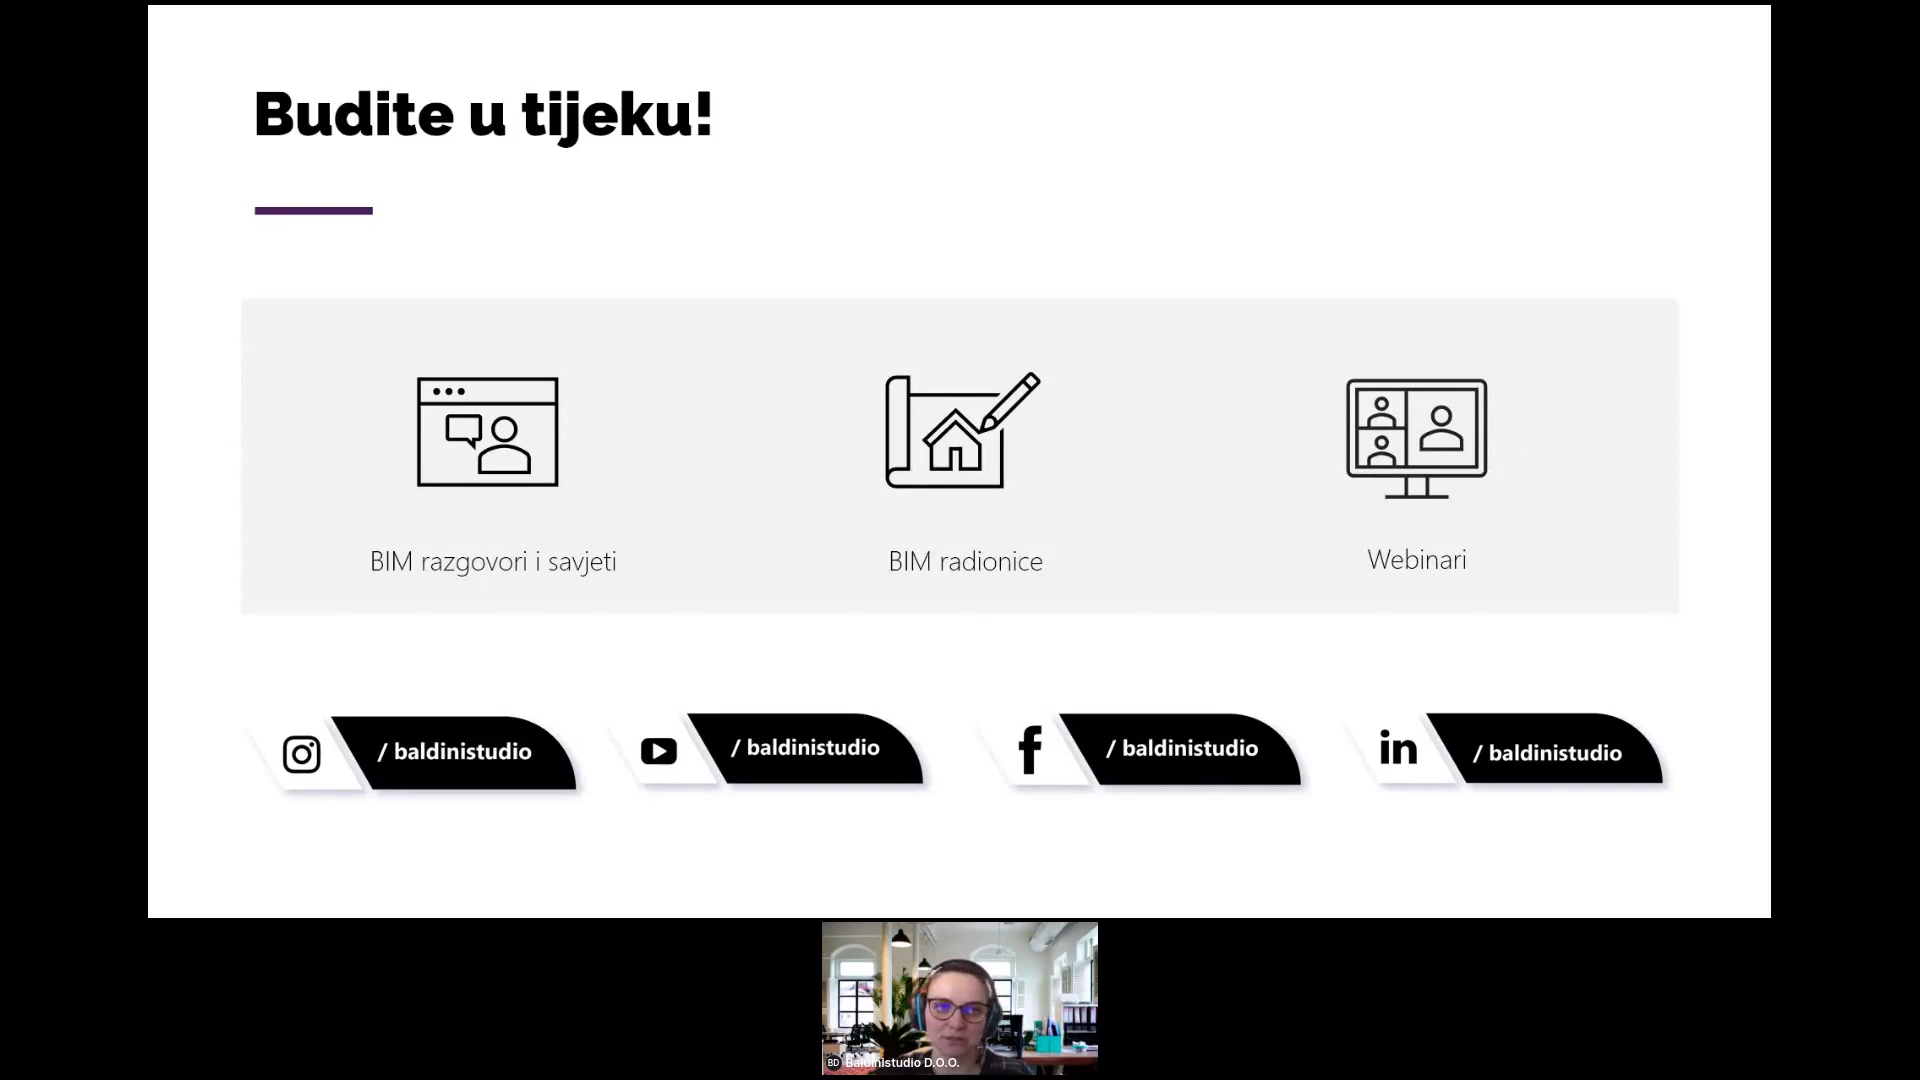 Budite u tijeku!
BIM razgovori i savjeti
BIM radionice
Webinari
/ baldinistudio
/ baldinistudio
/ baldinistudio
in
/ baldinistudio
BD Baldinistudio D.O.O.